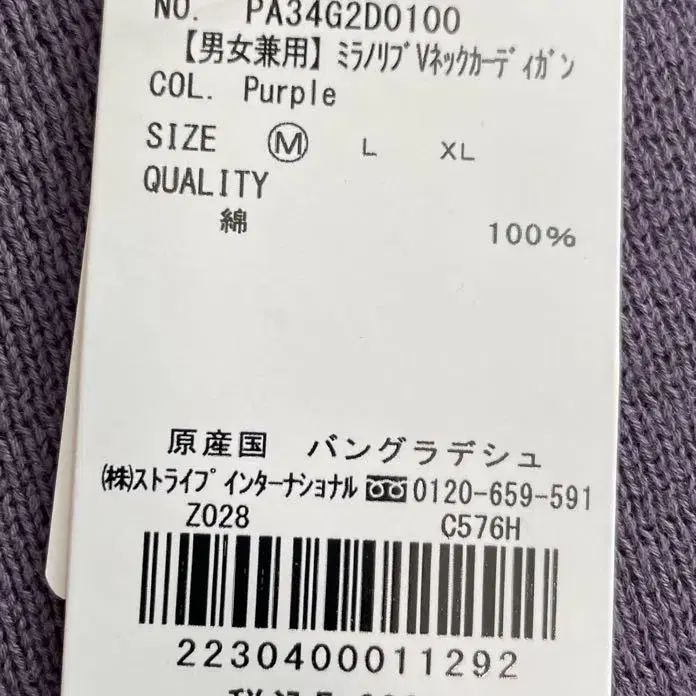 NO. PA34G2D0100
【男女兼用】ﾐﾗﾉﾘﾌﾞVﾈｯｸｶｰﾃﾞｨｶﾞﾝ
COL. Purple
SIZE Ⓜ L XL
QUALITY
綿 100%
原産国 バングラデシュ
㈱ストライプインターナショナル 0120-659-591
Z028 C576H
2230400011292